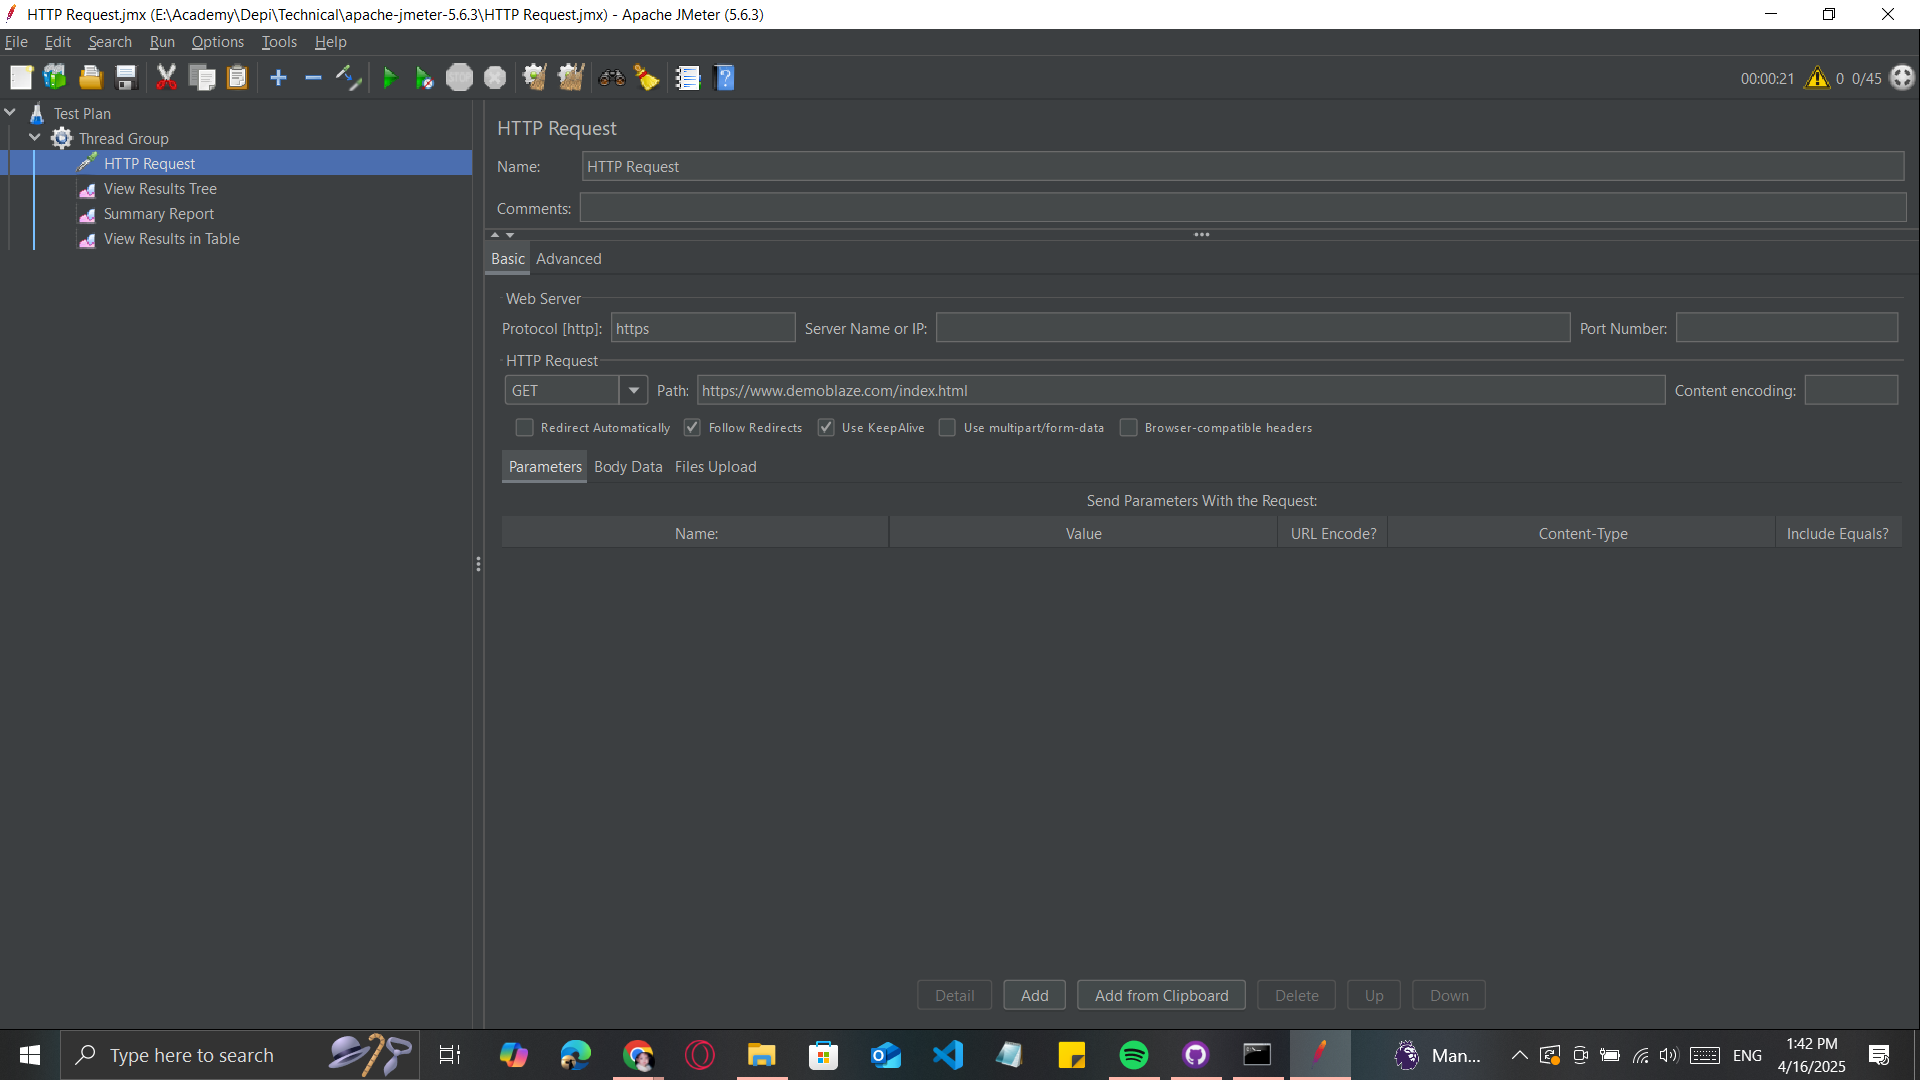 HTTP Request.jmx (E:\Academy\Depi\Technical\apache-jmeter-5.6.3\HTTP Request.jmx) - Apache JMeter (5.6.3)
File Edit Search Run Options Tools Help
STOP 00:00:21 0 0/45
Test Plan
Thread Group
HTTP Request
View Results Tree
Summary Report
View Results in Table
HTTP Request
Name: HTTP Request
Comments:
Basic Advanced
Web Server
Protocol [http]: https Server Name or IP: Port Number:
HTTP Request
GET Path: https://www.demoblaze.com/index.html Content encoding:
Redirect Automatically Follow Redirects Use KeepAlive Use multipart/form-data Browser-compatible headers
Parameters Body Data Files Upload
Send Parameters With the Request:
Name: Value URL Encode? Content-Type Include Equals?
Detail Add Add from Clipboard Delete Up Down
Type here to search Man... ENG 1:42 PM
4/16/2025